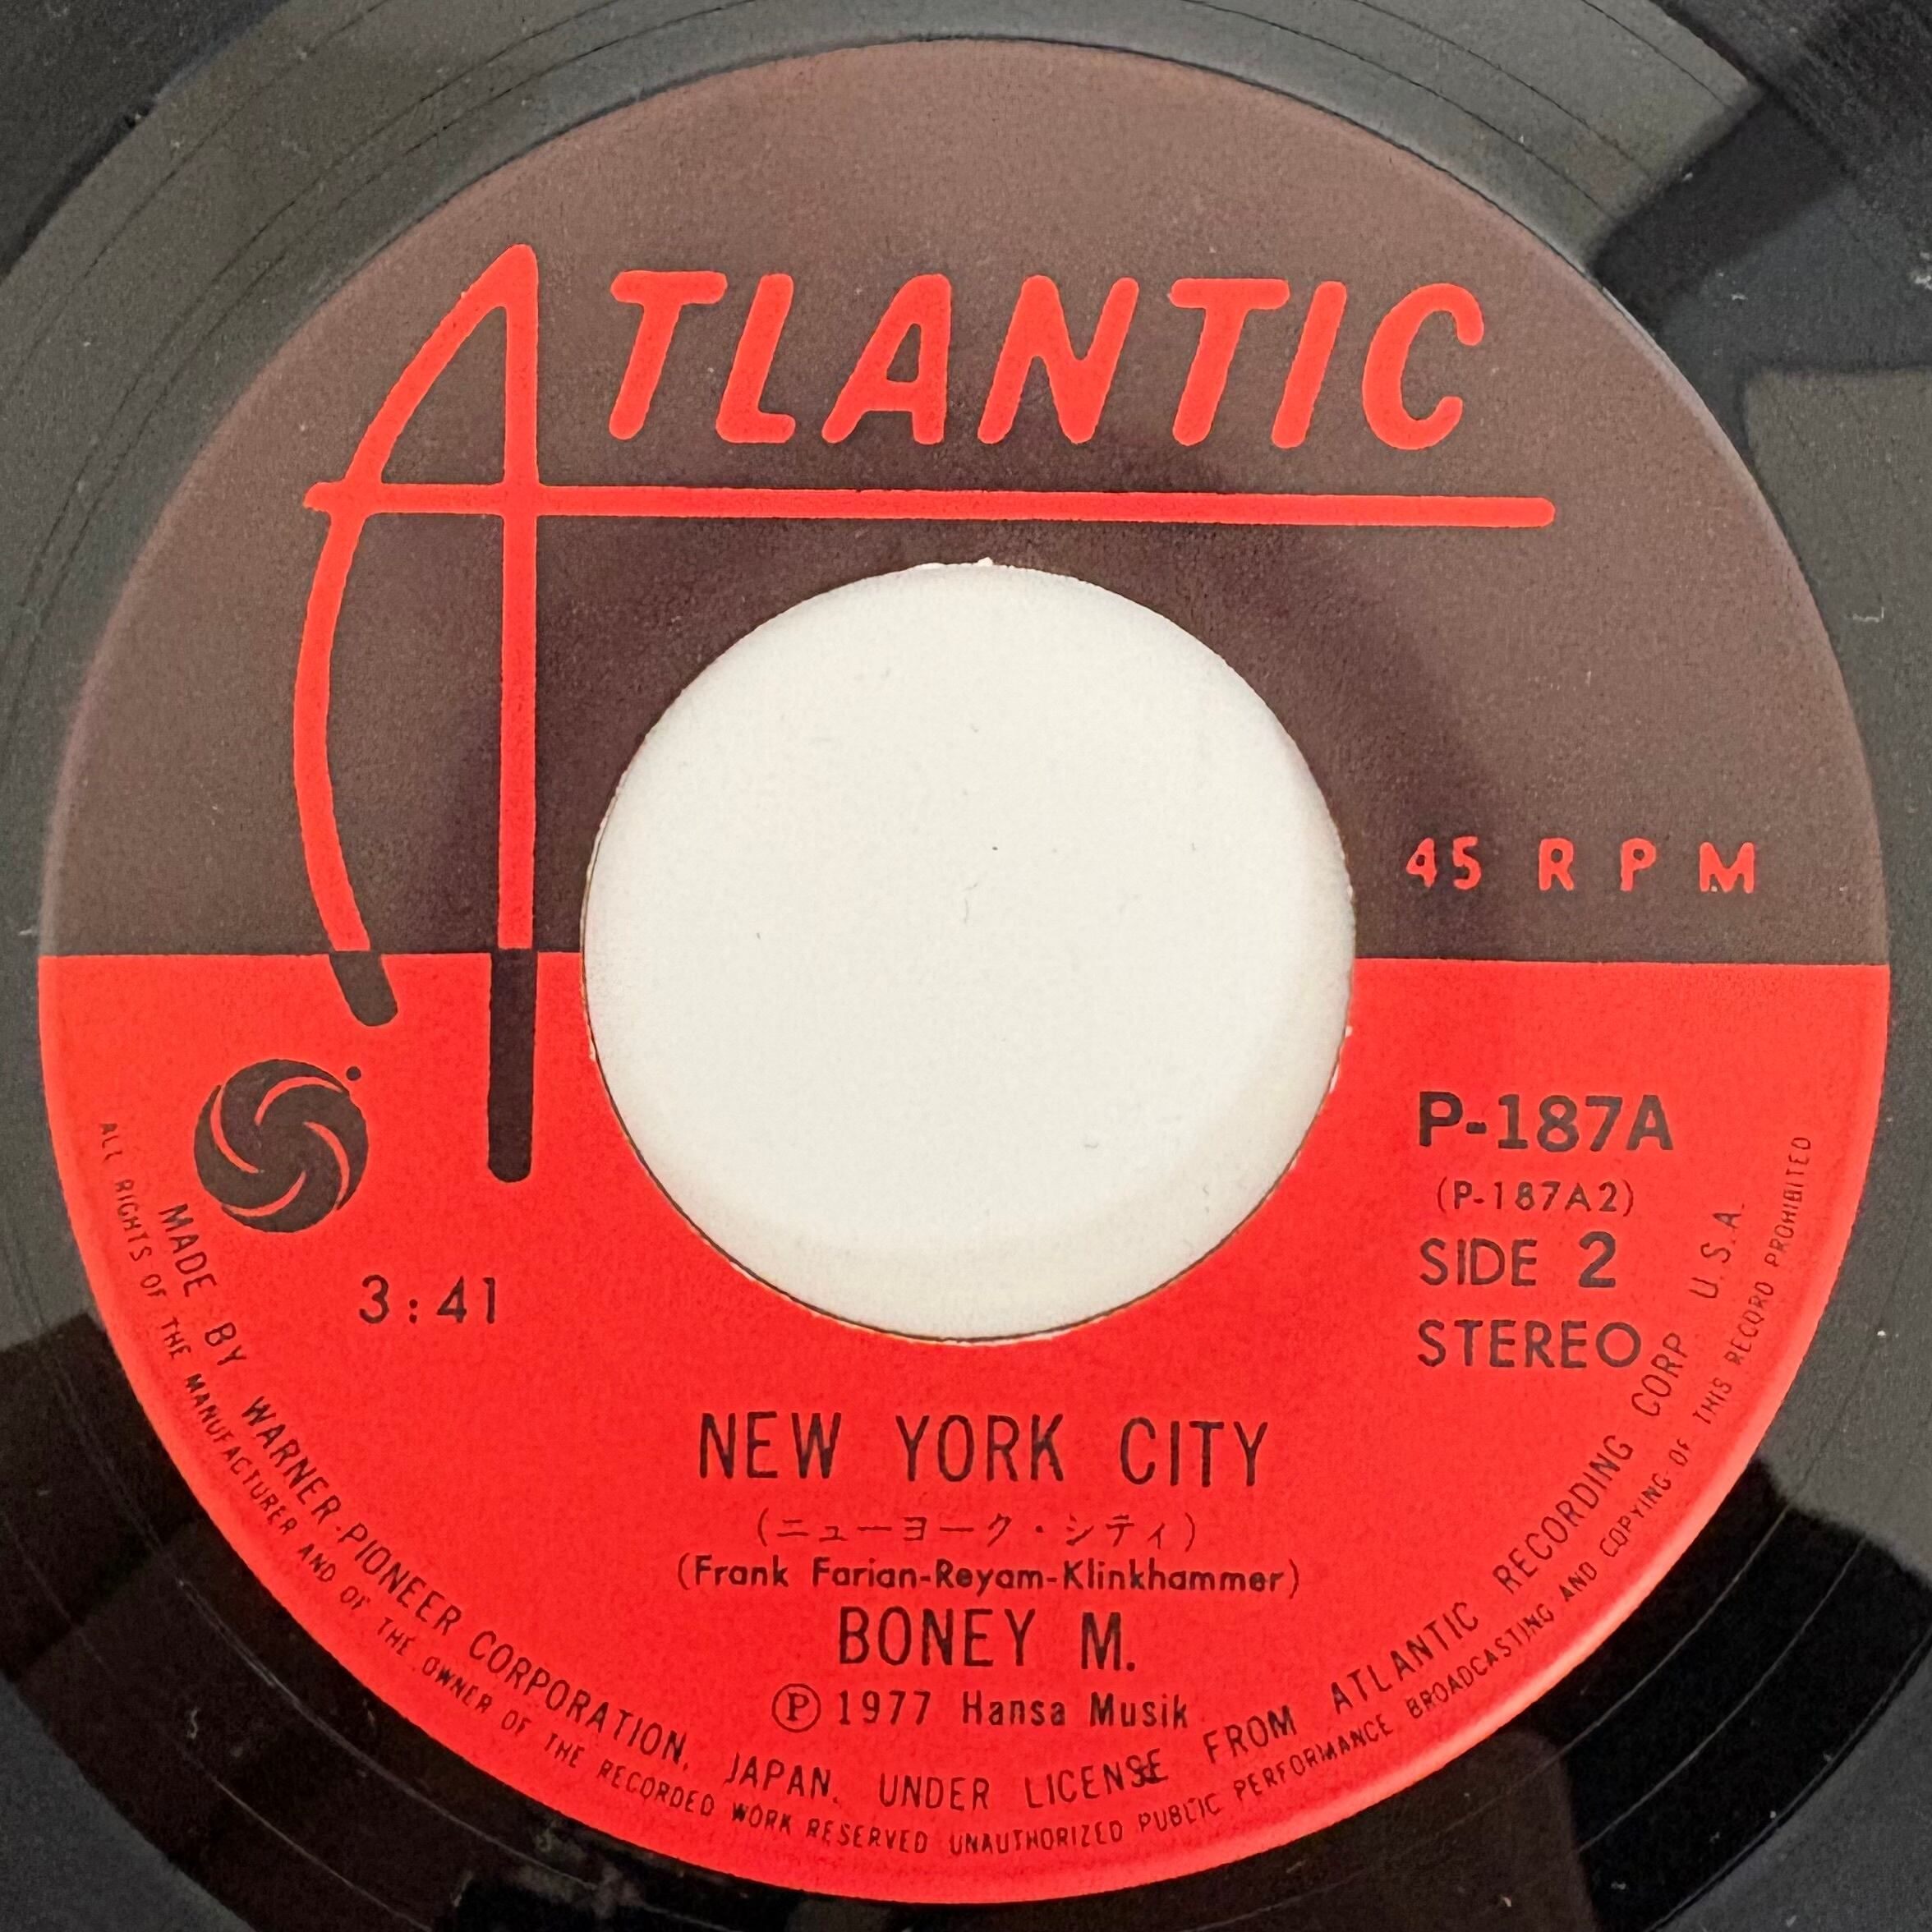 ATLANTIC
45 RPM
P-187A
(P-187A2)
SIDE 2
STEREO
3:41
NEW YORK CITY
(ニューヨーク・シティ)
(Frank Farian-Reyam-Klinkhammer)
BONEY M.
Ⓟ 1977 Hansa Musik
MADE BY WARNER-PIONEER CORPORATION, JAPAN. UNDER LICENSE FROM ATLANTIC RECORDING CORP U.S.A.
ALL RIGHTS OF THE MANUFACTURER AND OF THE OWNER OF THE RECORDED WORK RESERVED UNAUTHORIZED PUBLIC PERFORMANCE BROADCASTING AND COPYING OF THIS RECORD PROHIBITED